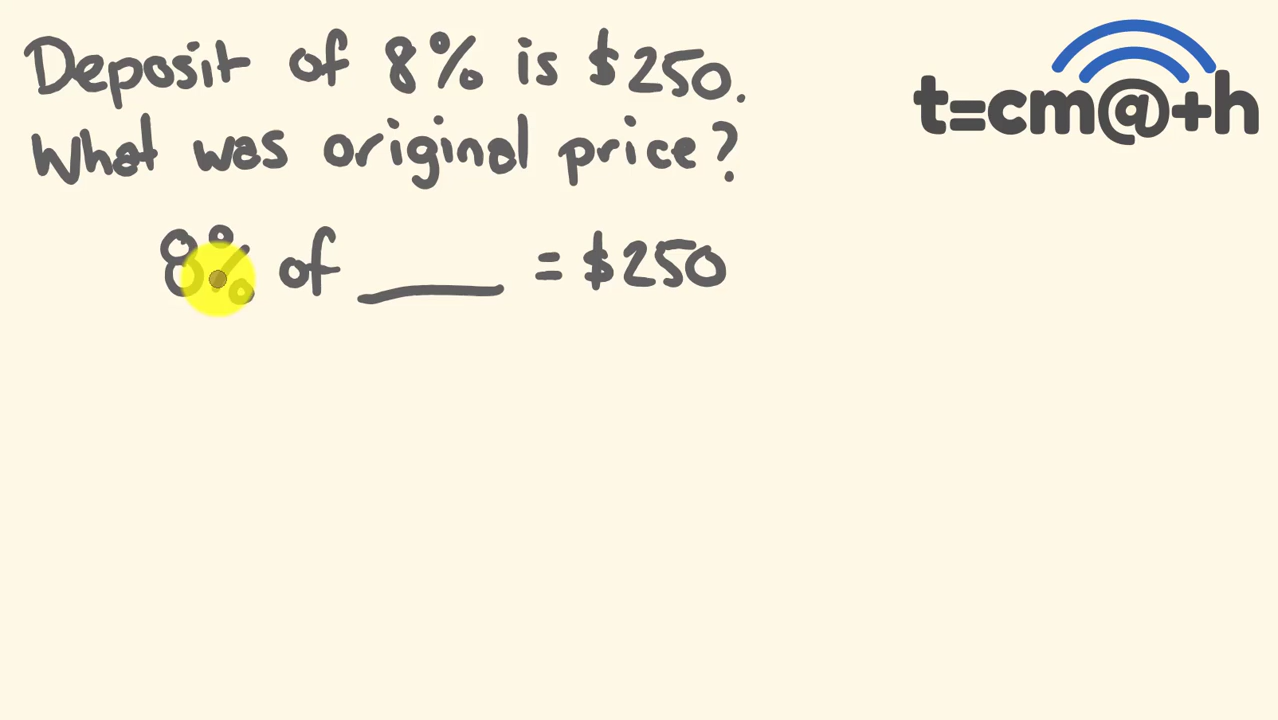 Deposit of 8% is $250.
What was original price?
t=cm@+h
8% of ____ = $250